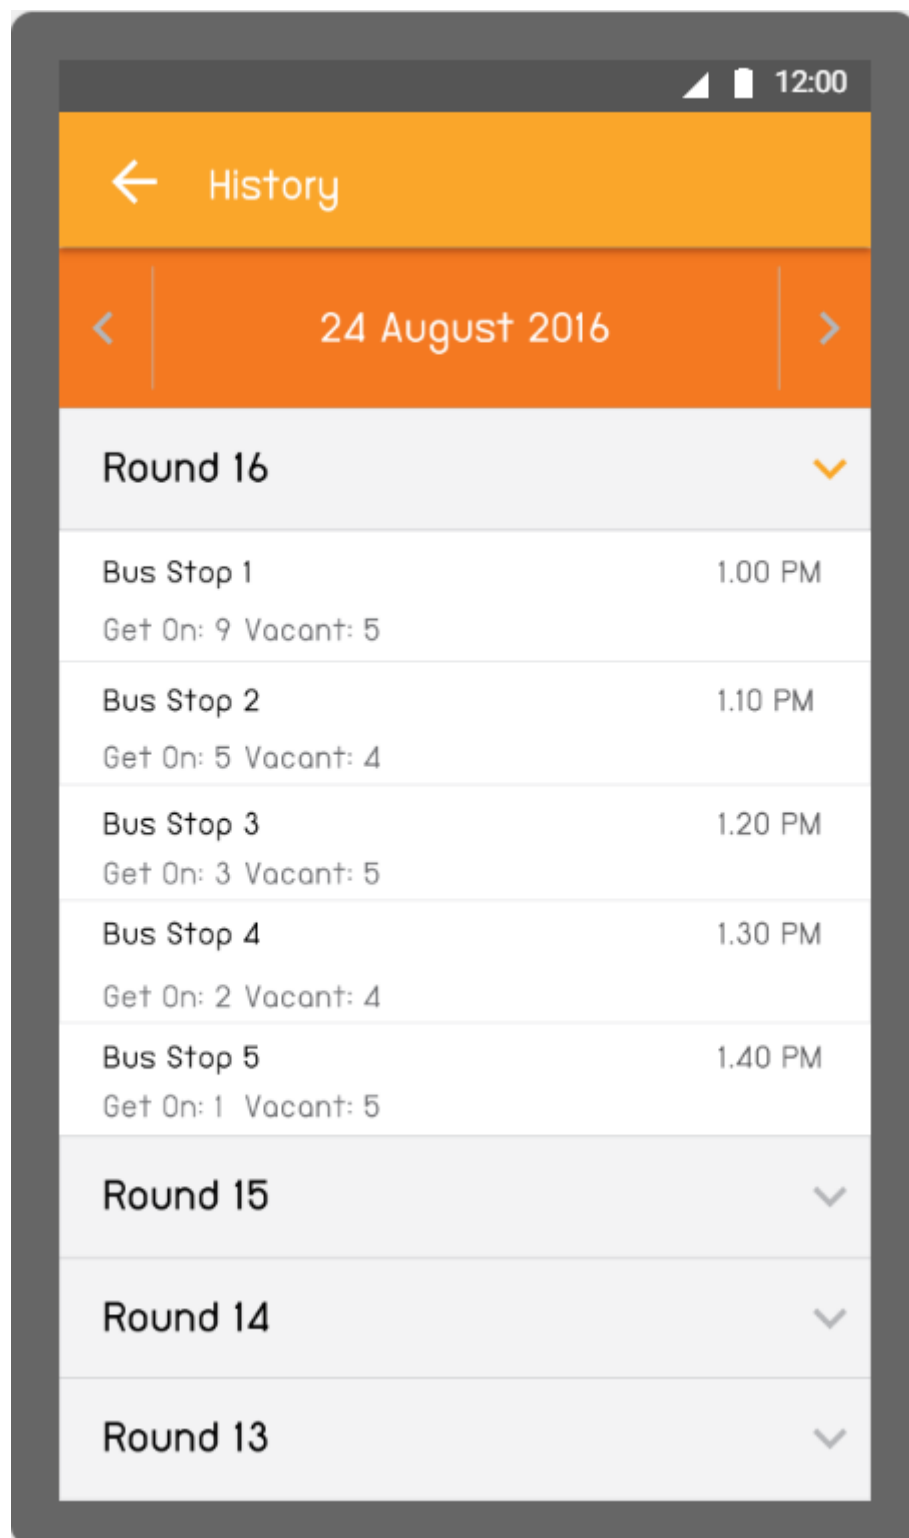 12:00
History
24 August 2016
Round 16
Bus Stop 1 1.00 PM
Get On: 9 Vacant: 5
Bus Stop 2 1.10 PM
Get On: 5 Vacant: 4
Bus Stop 3 1.20 PM
Get On: 3 Vacant: 5
Bus Stop 4 1.30 PM
Get On: 2 Vacant: 4
Bus Stop 5 1.40 PM
Get On: 1 Vacant: 5
Round 15
Round 14
Round 13